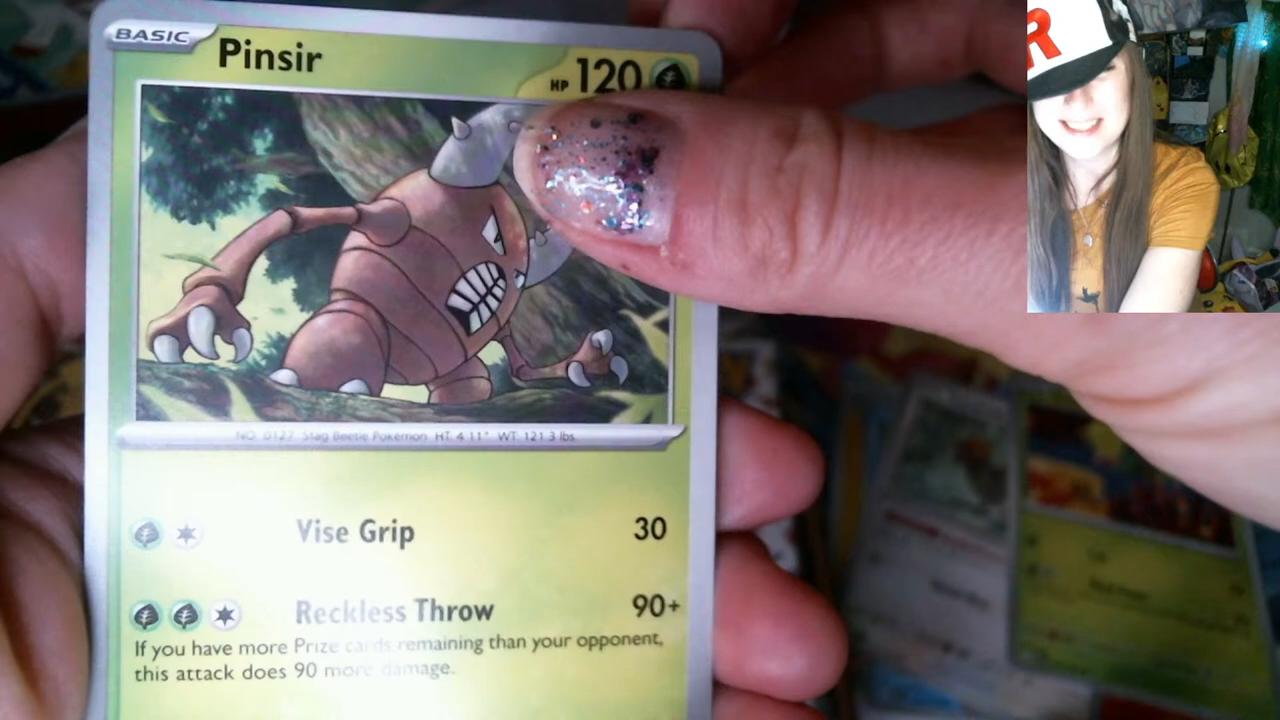 BASIC
Pinsir
HP 120
R
NO. 0127 Stag Beetle Pokémon HT: 4'11" WT: 121.3 lbs.
Vise Grip 30
Reckless Throw 90+
If you have more Prize cards remaining than your opponent,
this attack does 90 more damage.